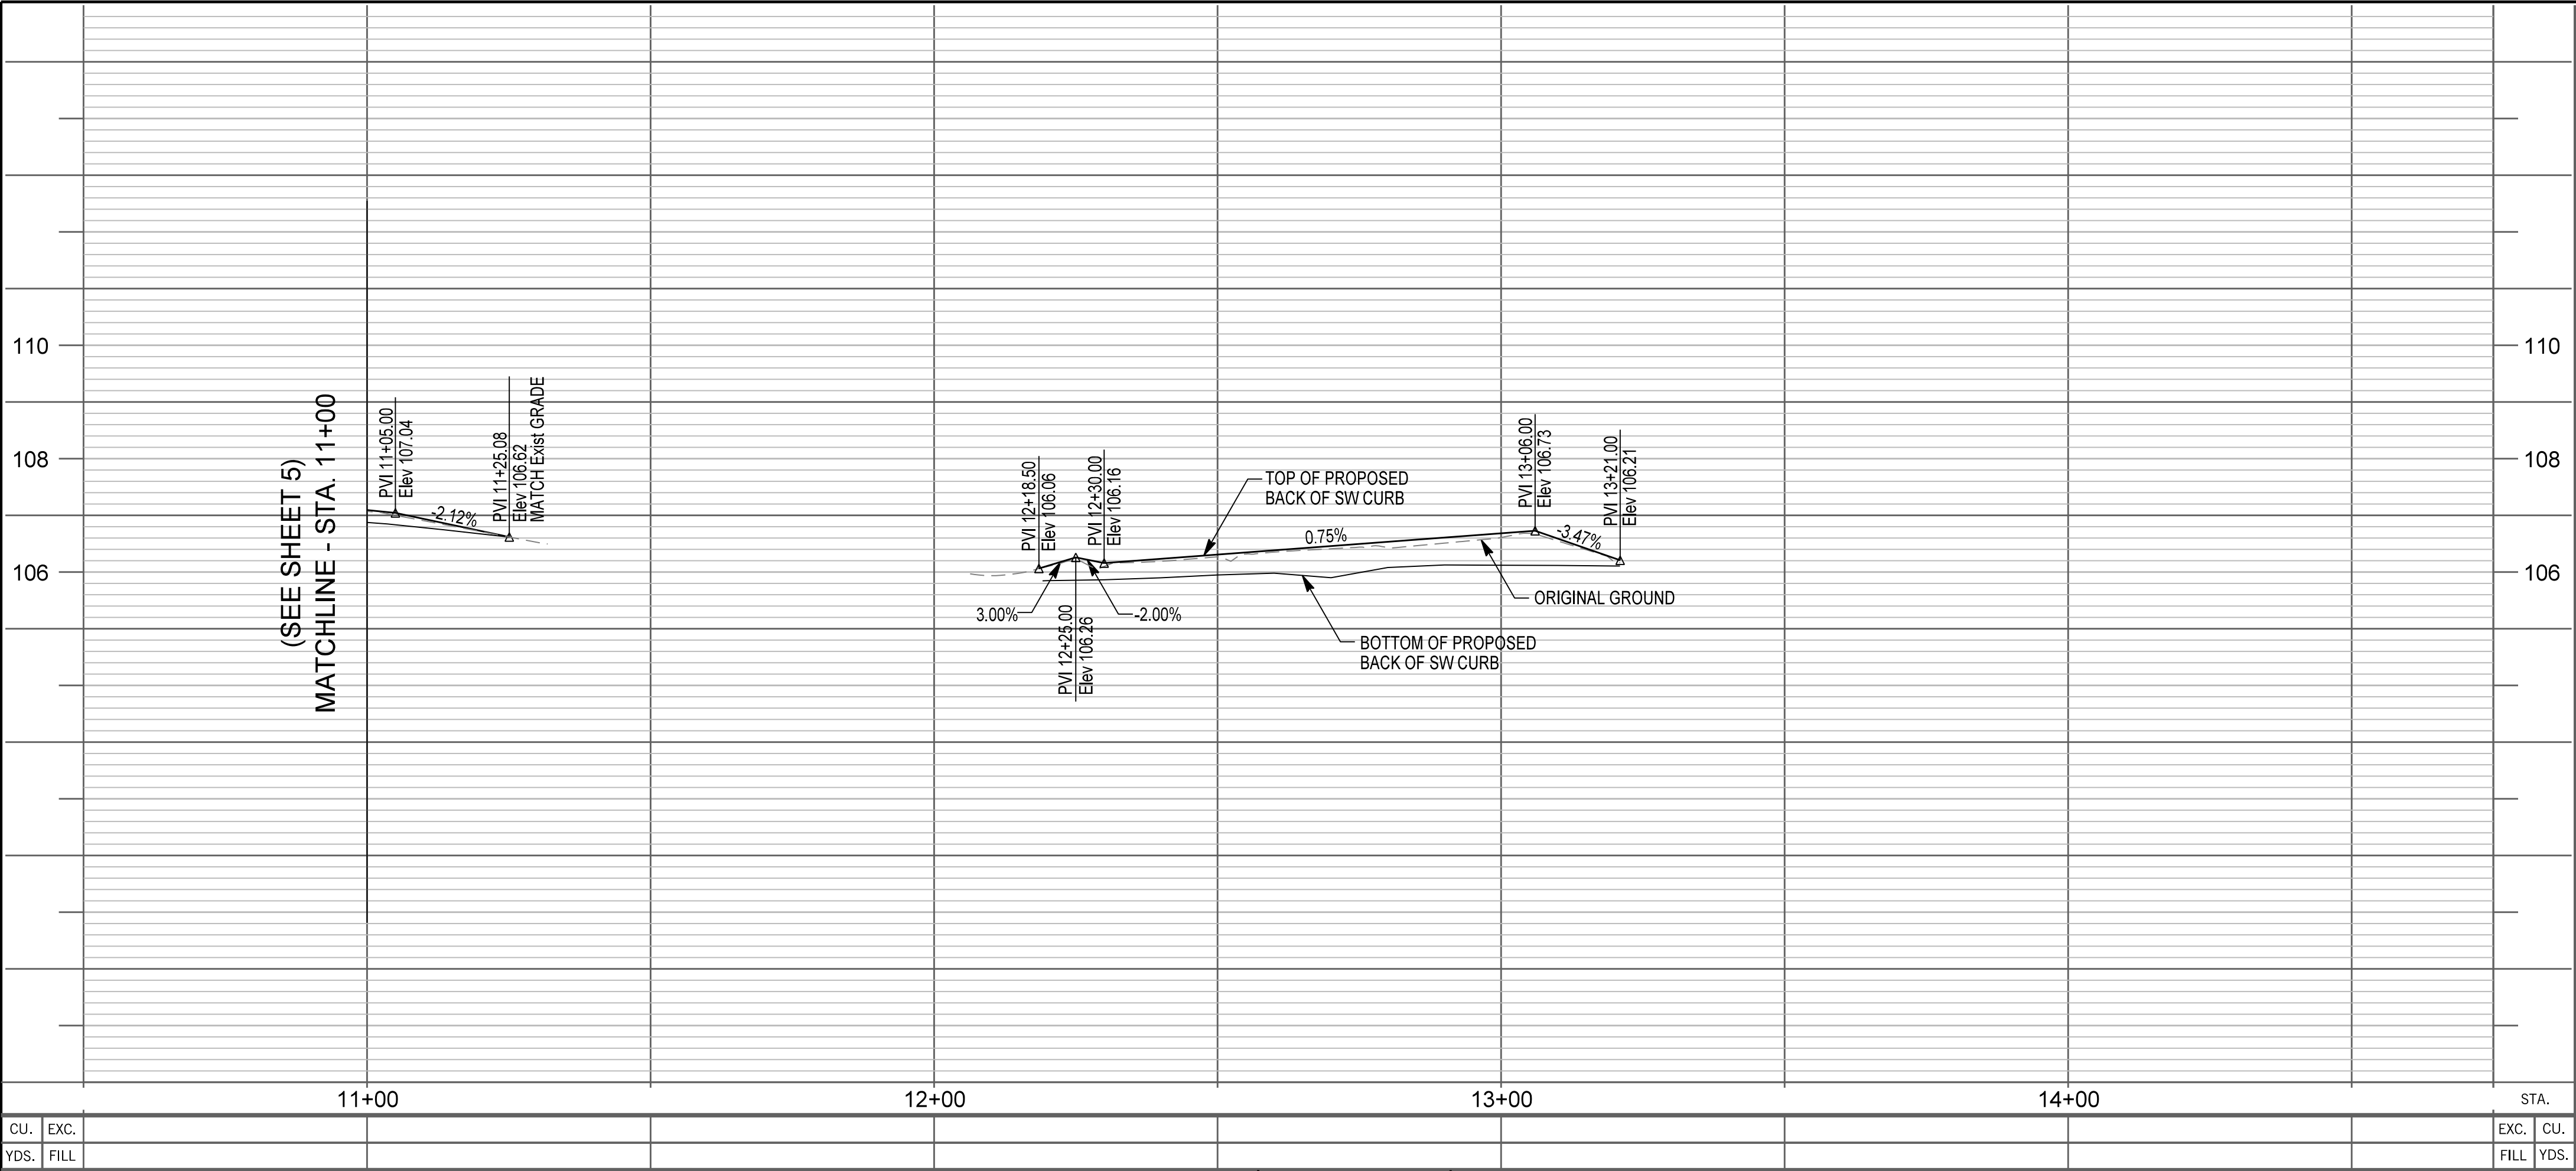 110
108
106
(SEE SHEET 5)
MATCHLINE - STA. 11+00
PVI 11+05.00
Elev 107.04
-2.12%
PVI 11+25.08
Elev 106.62
MATCH Exist GRADE
PVI 12+18.50
Elev 106.06
3.00%
PVI 12+25.00
Elev 106.26
PVI 12+30.00
Elev 106.16
-2.00%
TOP OF PROPOSED
BACK OF SW CURB
0.75%
BOTTOM OF PROPOSED
BACK OF SW CURB
ORIGINAL GROUND
PVI 13+06.00
Elev 106.73
-3.47%
PVI 13+21.00
Elev 106.21
110
108
106
11+00
12+00
13+00
14+00
STA.
CU. EXC.
YDS. FILL
EXC. CU.
FILL YDS.